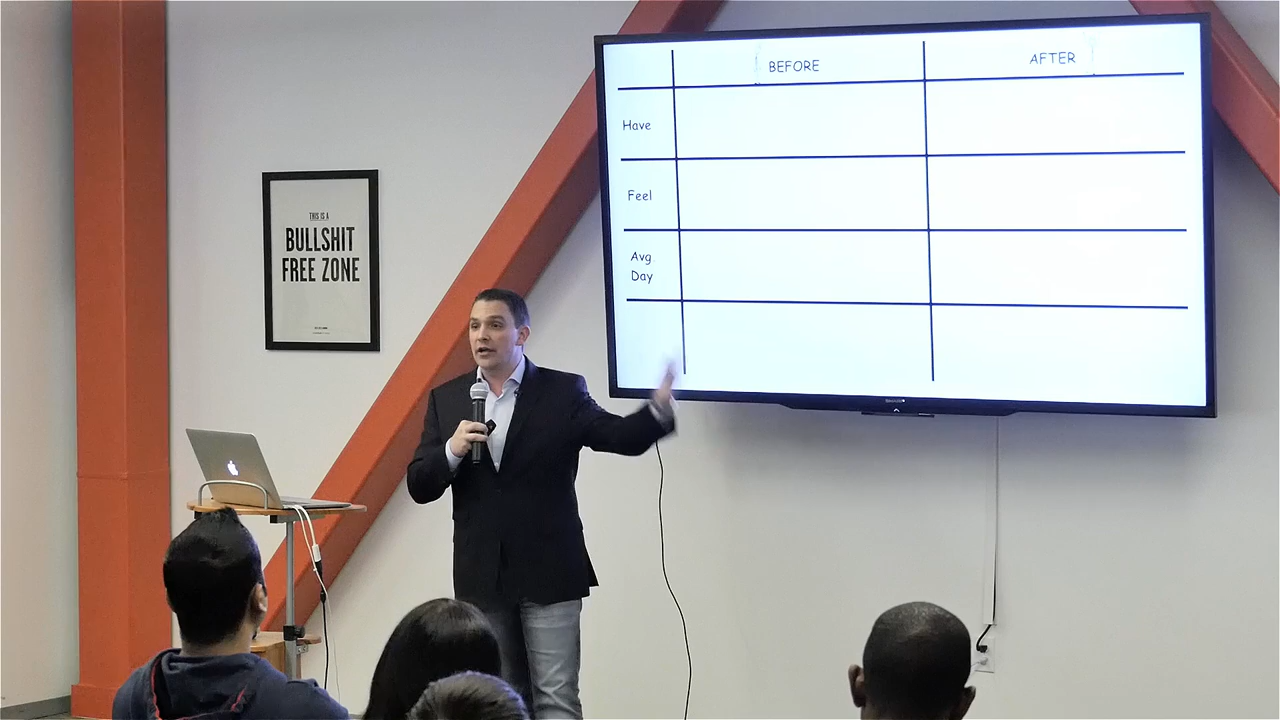 BEFORE AFTER
Have
Feel
Avg
Day
THIS IS A
BULLSHIT
FREE ZONE